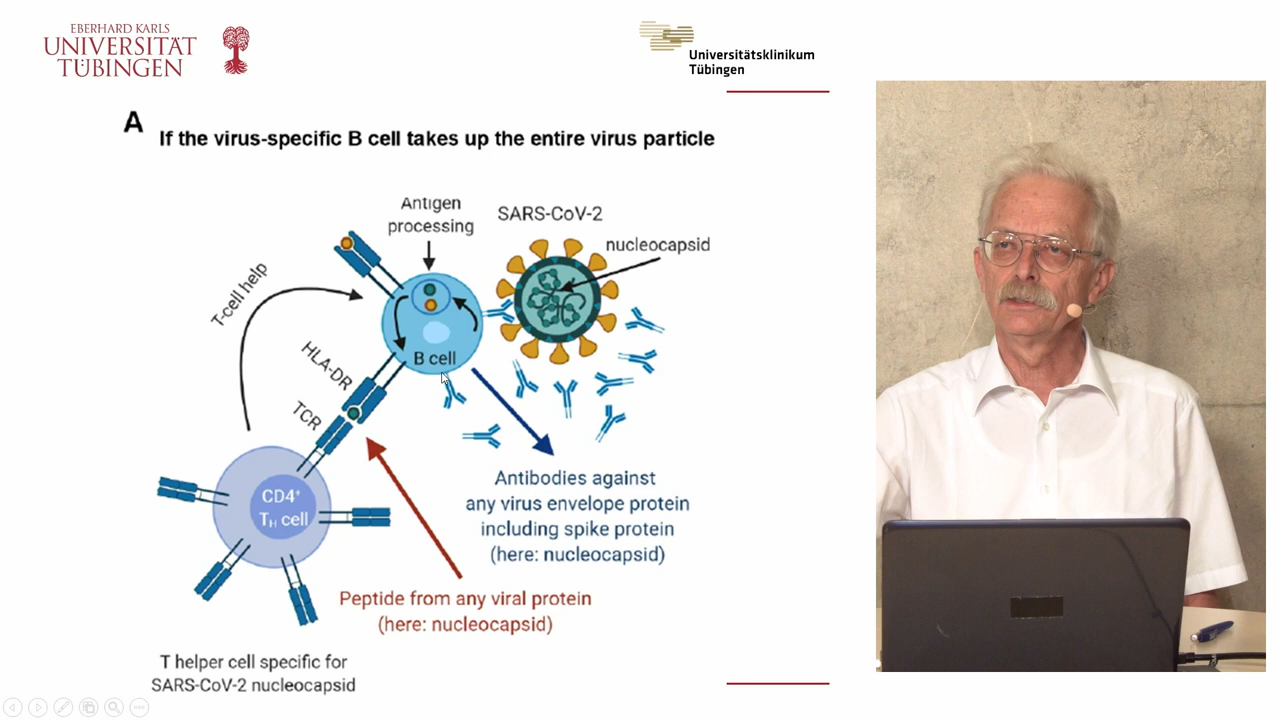 EBERHARD KARLS
UNIVERSITÄT
TÜBINGEN
Universitätsklinikum
Tübingen
A
If the virus-specific B cell takes up the entire virus particle
Antigen
processing
SARS-CoV-2
nucleocapsid
T-cell help
B cell
HLA-DR
TCR
CD4+
TH cell
Antibodies against
any virus envelope protein
including spike protein
(here: nucleocapsid)
Peptide from any viral protein
(here: nucleocapsid)
T helper cell specific for
SARS-CoV-2 nucleocapsid